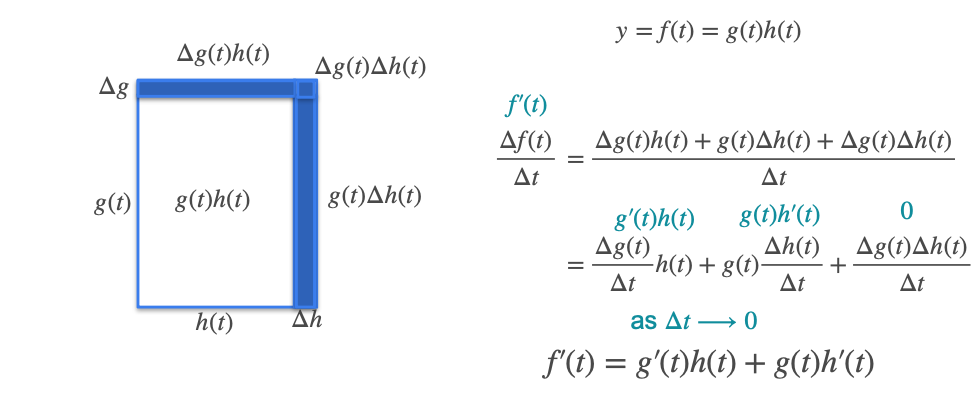 Δg(t)h(t)
Δg(t)Δh(t)
Δg
g(t)
g(t)h(t)
g(t)Δh(t)
h(t)
Δh
y = f(t) = g(t)h(t)
f′(t)
Δf(t)/Δt = (Δg(t)h(t) + g(t)Δh(t) + Δg(t)Δh(t))/Δt
g′(t)h(t) g(t)h′(t) 0
= Δg(t)/Δt h(t) + g(t) Δh(t)/Δt + Δg(t)Δh(t)/Δt
as Δt ⟶ 0
f′(t) = g′(t)h(t) + g(t)h′(t)